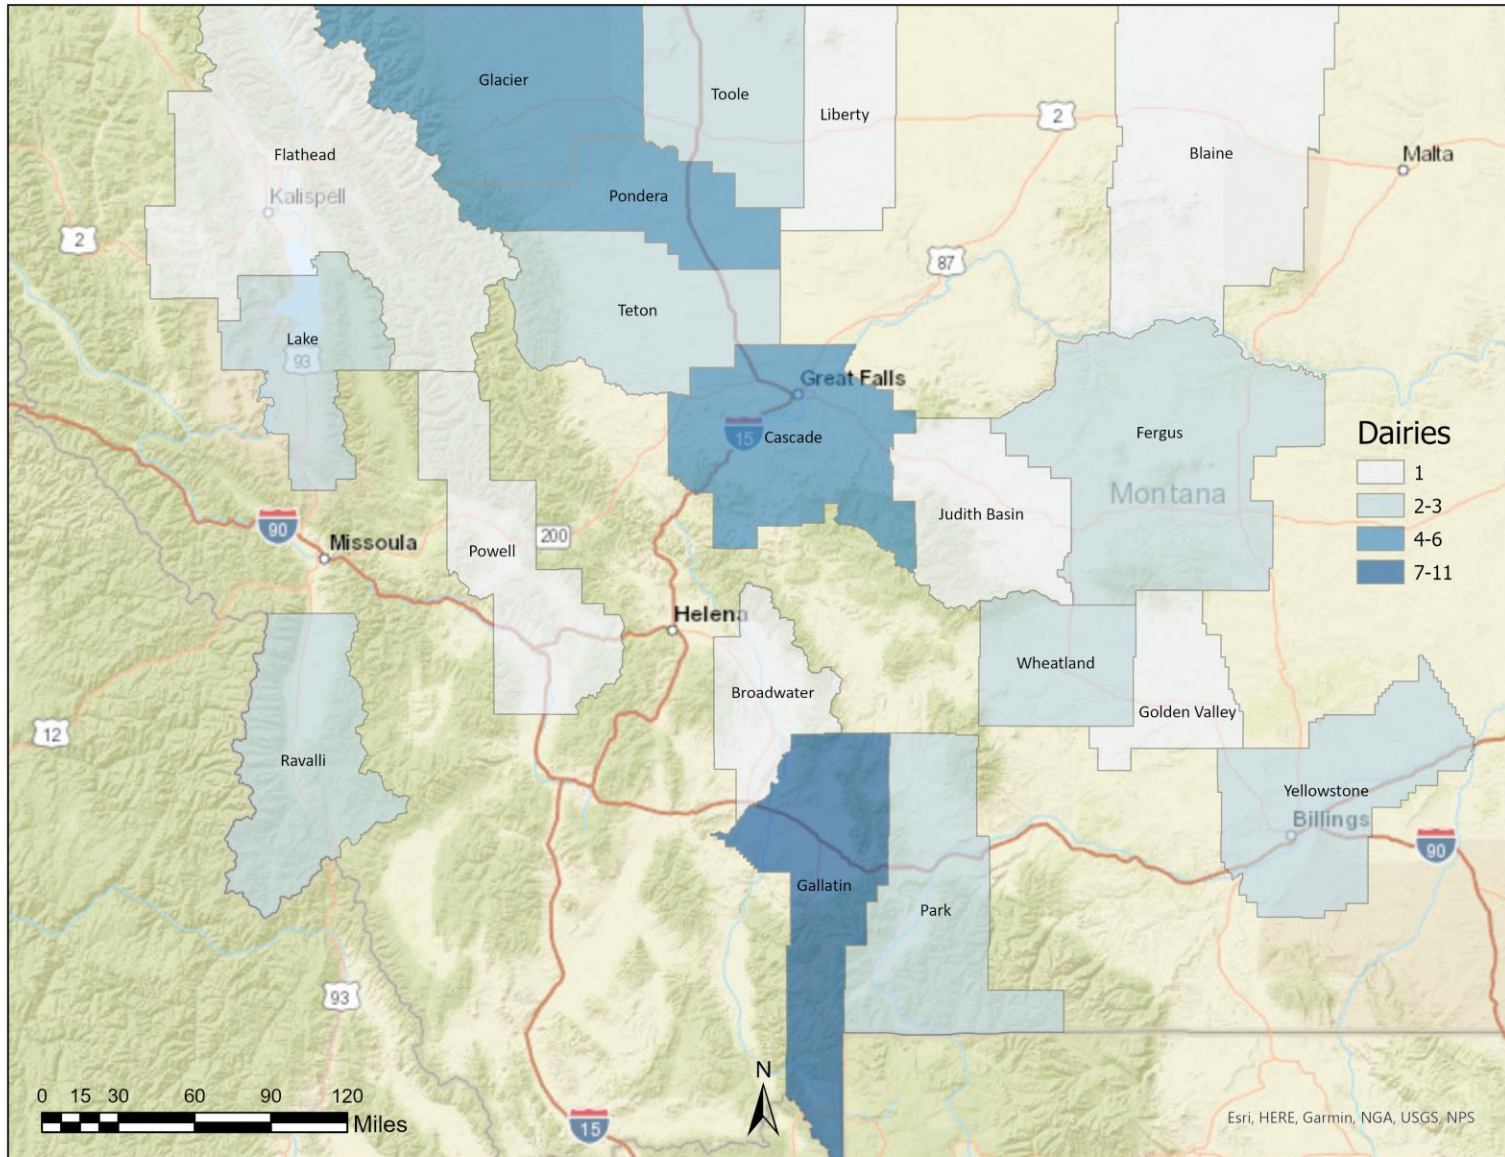 Glacier
Toole
Liberty
2
Blaine
Malta
Flathead
Kalispell
Pondera
2
87
Teton
Lake
93
Great Falls
15
Cascade
Fergus
Dairies
1
2-3
4-6
7-11
Montana
Judith Basin
90
Missoula
200
Powell
Helena
Wheatland
Broadwater
Golden Valley
12
Ravalli
Yellowstone
Billings
90
Gallatin
Park
93
N
0 15 30 60 90 120
Miles
15
Esri, HERE, Garmin, NGA, USGS, NPS